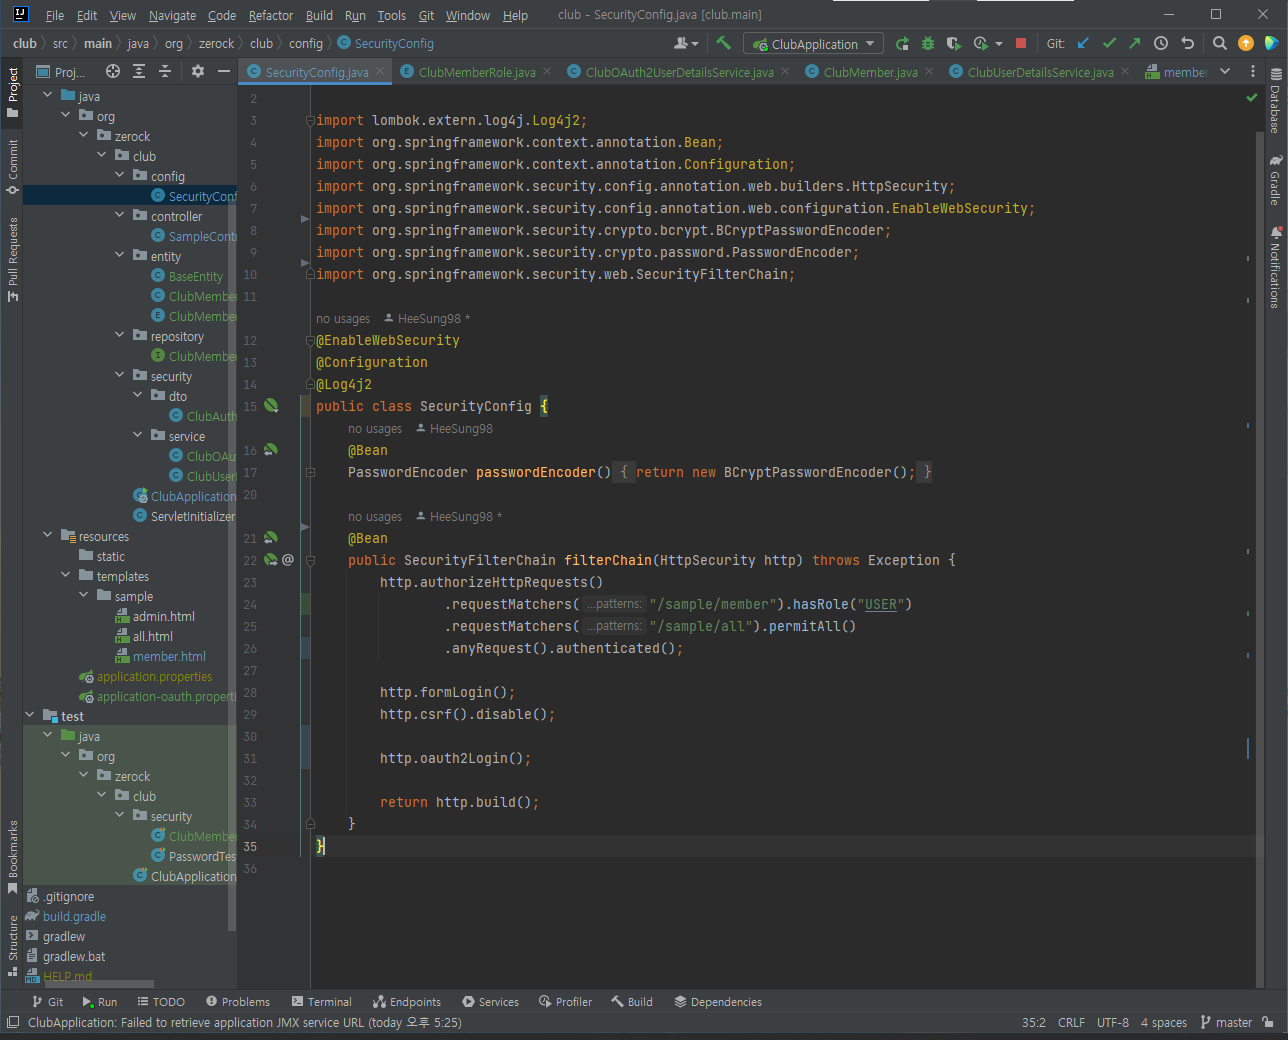 File Edit View Navigate Code Refactor Build Run Tools Git Window Help club - SecurityConfig.java [club.main]
club src main java org zerock club config SecurityConfig ClubApplication Git:
Proj... SecurityConfig.java ClubMemberRole.java ClubOAuth2UserDetailsService.java ClubMember.java ClubUserDetailsService.java member
Project
Commit
Pull Requests
Bookmarks
Structure
java
org
zerock
club
config
SecurityConf
controller
SampleContr
entity
BaseEntity
ClubMember
ClubMember
repository
ClubMember
security
dto
ClubAuth
service
ClubOAu
ClubUser
ClubApplication
ServletInitializer
resources
static
templates
sample
admin.html
all.html
member.html
application.properties
application-oauth.properti
test
java
org
zerock
club
security
ClubMembe
PasswordTes
ClubApplication
.gitignore
build.gradle
gradlew
gradlew.bat
HELP.md
2
3 import lombok.extern.log4j.Log4j2;
4 import org.springframework.context.annotation.Bean;
5 import org.springframework.context.annotation.Configuration;
6 import org.springframework.security.config.annotation.web.builders.HttpSecurity;
7 import org.springframework.security.config.annotation.web.configuration.EnableWebSecurity;
8 import org.springframework.security.crypto.bcrypt.BCryptPasswordEncoder;
9 import org.springframework.security.crypto.password.PasswordEncoder;
10 import org.springframework.security.web.SecurityFilterChain;
11
no usages HeeSung98 *
12 @EnableWebSecurity
13 @Configuration
14 @Log4j2
15 public class SecurityConfig {
no usages HeeSung98
16 @Bean
17 PasswordEncoder passwordEncoder() { return new BCryptPasswordEncoder(); }
20
no usages HeeSung98 *
21 @Bean
22 @ public SecurityFilterChain filterChain(HttpSecurity http) throws Exception {
23 http.authorizeHttpRequests()
24 .requestMatchers( ...patterns: "/sample/member").hasRole("USER")
25 .requestMatchers( ...patterns: "/sample/all").permitAll()
26 .anyRequest().authenticated();
27
28 http.formLogin();
29 http.csrf().disable();
30
31 http.oauth2Login();
32
33 return http.build();
34 }
35 }
36
Database
Gradle
Notifications
Git Run TODO Problems Terminal Endpoints Services Profiler Build Dependencies
ClubApplication: Failed to retrieve application JMX service URL (today 오후 5:25) 35:2 CRLF UTF-8 4 spaces master